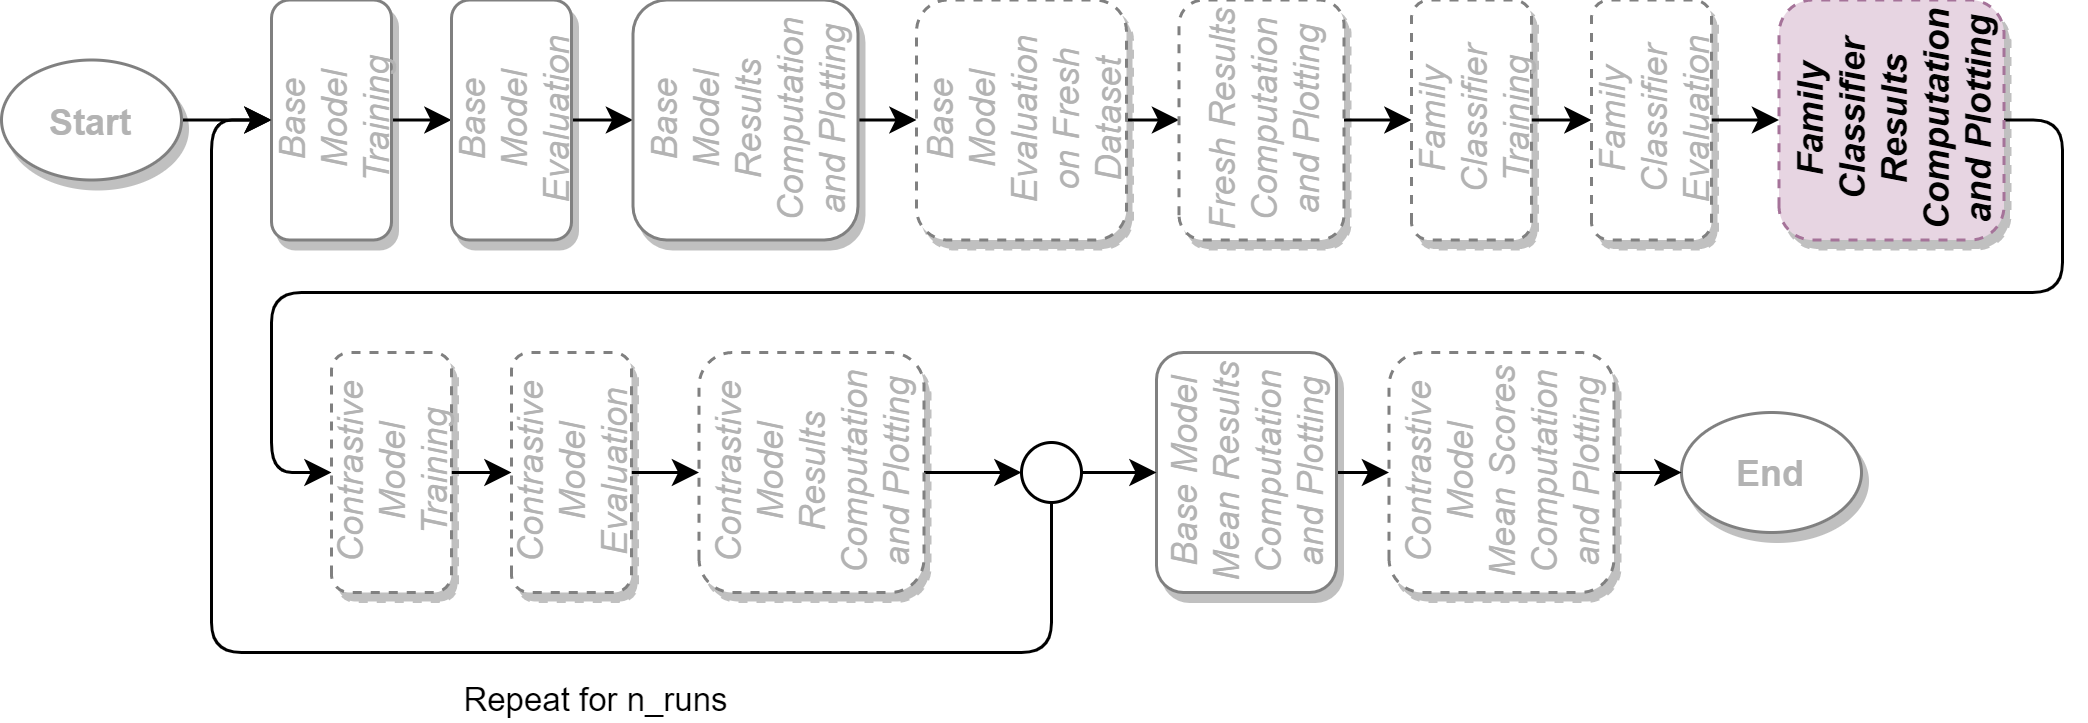 Start
Base
Model
Training
Base
Model
Evaluation
Base
Model
Results
Computation
and Plotting
Base
Model
Evaluation
on Fresh
Dataset
Fresh Results
Computation
and Plotting
Family
Classifier
Training
Family
Classifier
Evaluation
Family
Classifier
Results
Computation
and Plotting
Contrastive
Model
Training
Contrastive
Model
Evaluation
Contrastive
Model
Results
Computation
and Plotting
Base Model
Mean Results
Computation
and Plotting
Contrastive
Model
Mean Scores
Computation
and Plotting
End
Repeat for n_runs